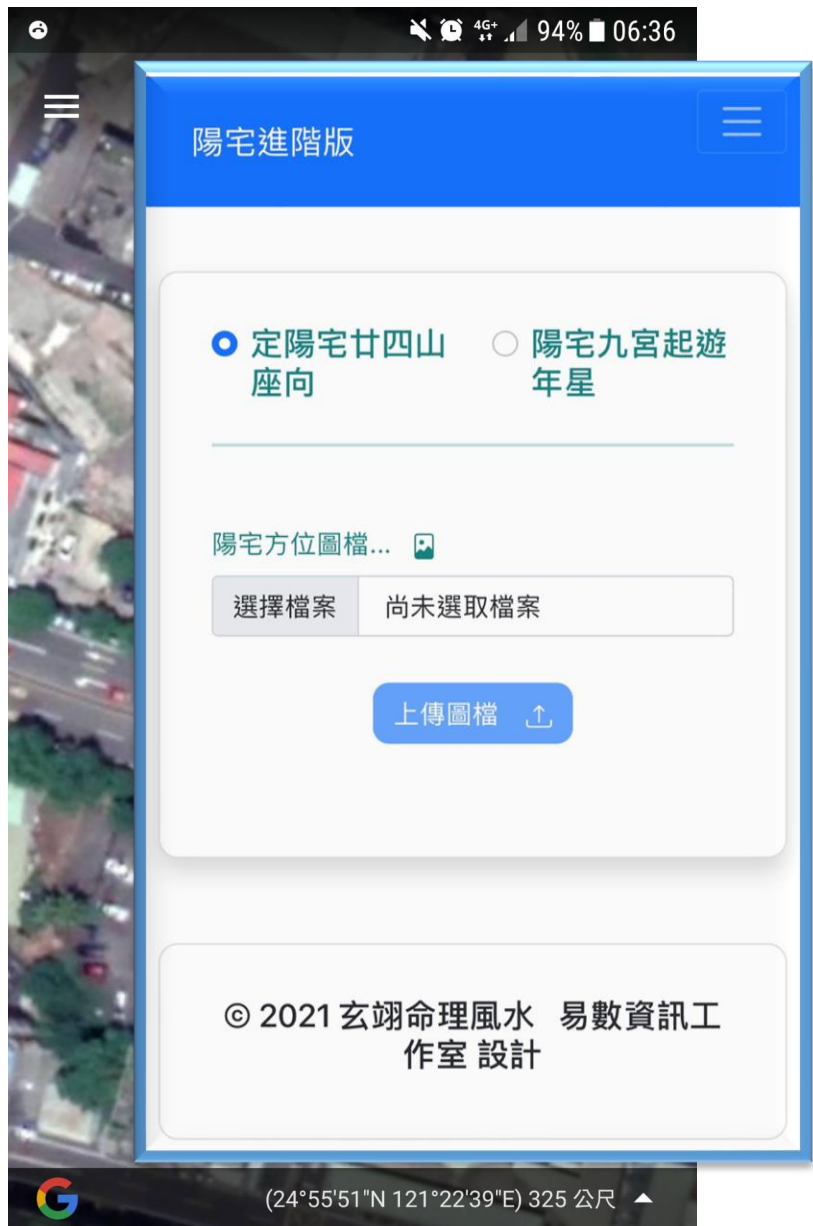 4G+ 94% 06:36
陽宅進階版
定陽宅廿四山
座向
陽宅九宮起遊
年星
陽宅方位圖檔...
選擇檔案 尚未選取檔案
上傳圖檔
© 2021 玄翊命理風水 易數資訊工
作室 設計
G (24°55'51"N 121°22'39"E) 325 公尺